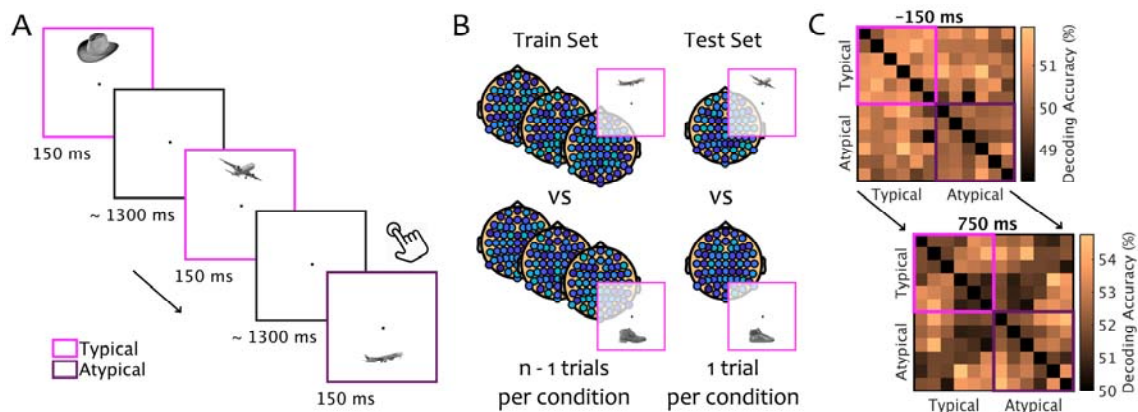 A
150 ms
~ 1300 ms
150 ms
~ 1300 ms
150 ms
Typical
Atypical
B
Train Set
Test Set
vs
vs
n - 1 trials
per condition
1 trial
per condition
C
-150 ms
Typical
Atypical
Typical
Atypical
51
50
49
Decoding Accuracy (%)
750 ms
Typical
Atypical
Typical
Atypical
54
53
52
51
50
Decoding Accuracy (%)